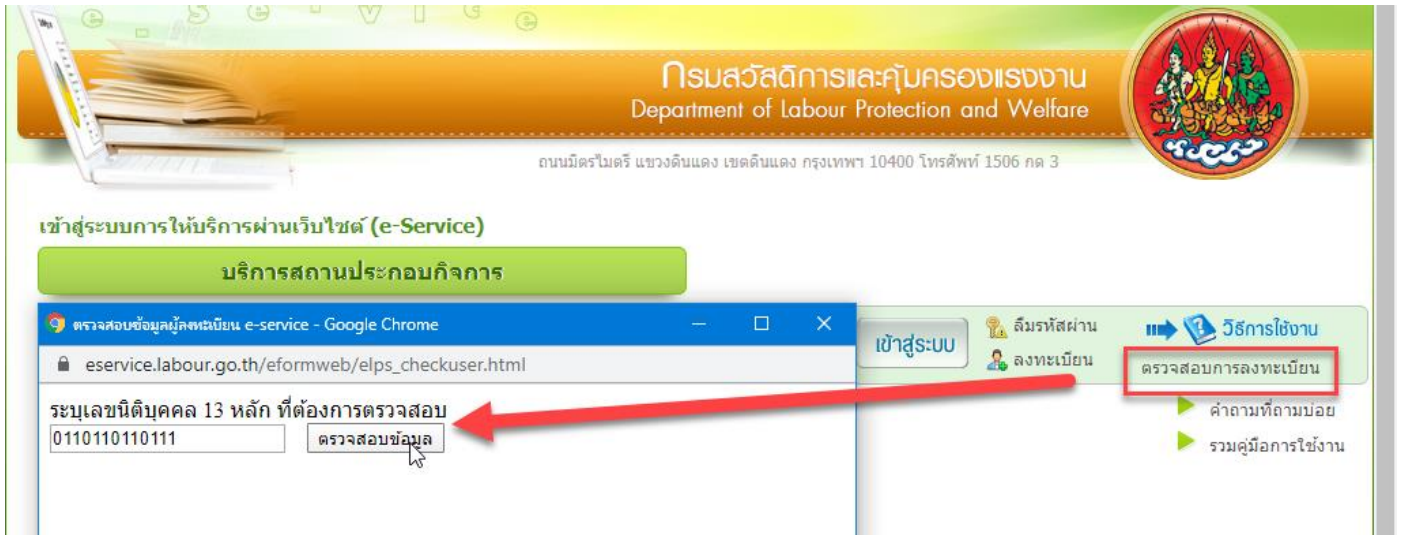 กรมสวัสดิการและคุ้มครองแรงงาน
Department of Labour Protection and Welfare
ถนนมิตรไมตรี แขวงดินแดง เขตดินแดง กรุงเทพฯ 10400 โทรศัพท์ 1506 กด 3
เข้าสู่ระบบการให้บริการผ่านเว็บไซต์ (e-Service)
บริการสถานประกอบกิจการ
ตรวจสอบข้อมูลผู้ลงทะเบียน e-service - Google Chrome
eservice.labour.go.th/eformweb/elps_checkuser.html
ระบุเลขนิติบุคคล 13 หลัก ที่ต้องการตรวจสอบ
0110110110111
ตรวจสอบข้อมูล
เข้าสู่ระบบ
ลืมรหัสผ่าน
ลงทะเบียน
วิธีการใช้งาน
ตรวจสอบการลงทะเบียน
คำถามที่ถามบ่อย
รวมคู่มือการใช้งาน